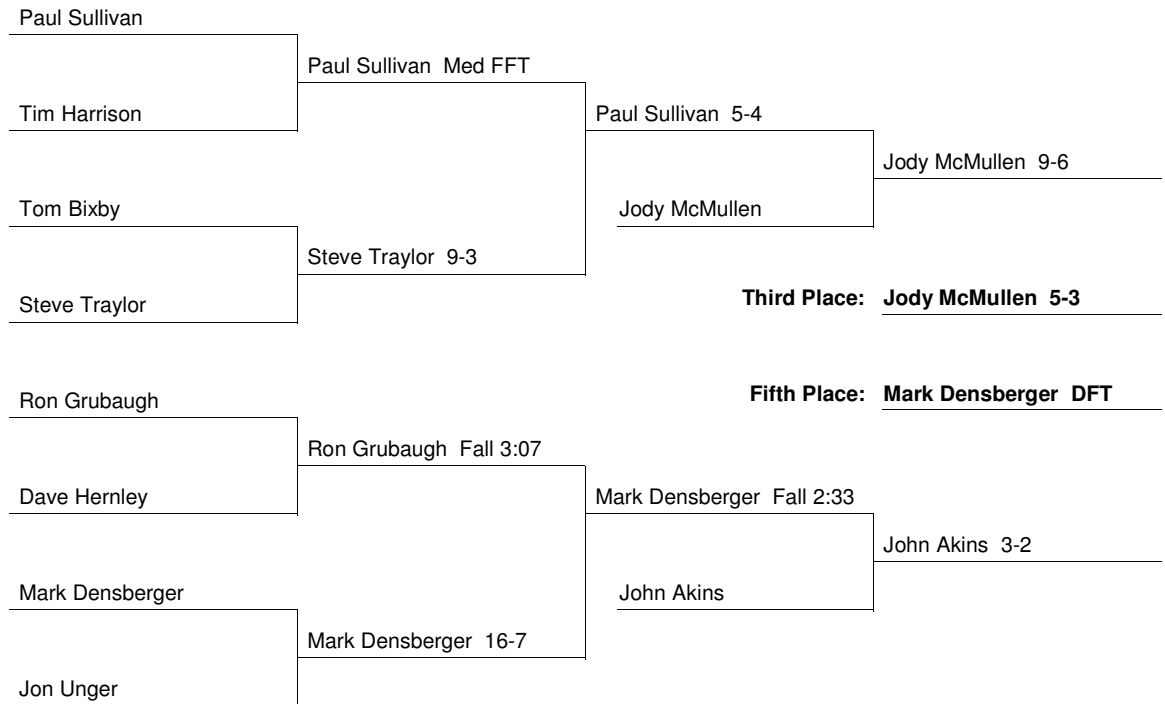 Paul Sullivan
Paul Sullivan  Med FFT
Tim Harrison
Paul Sullivan  5-4
Jody McMullen  9-6
Tom Bixby
Jody McMullen
Steve Traylor  9-3
Steve Traylor
Third Place: Jody McMullen  5-3
Ron Grubaugh
Fifth Place: Mark Densberger  DFT
Ron Grubaugh  Fall 3:07
Dave Hernley
Mark Densberger  Fall 2:33
John Akins  3-2
Mark Densberger
John Akins
Mark Densberger  16-7
Jon Unger